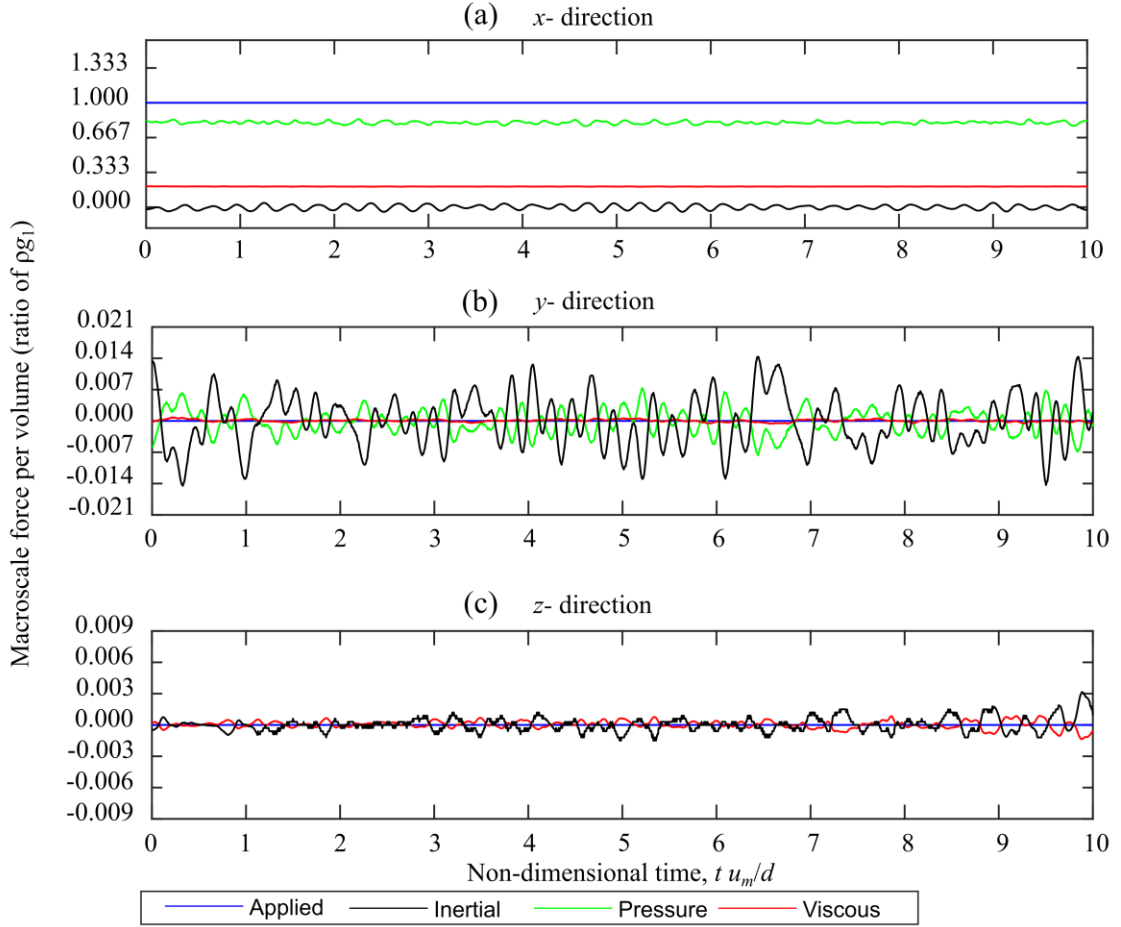 (a) x- direction
1.333
1.000
0.667
0.333
0.000
0 1 2 3 4 5 6 7 8 9 10
Macroscale force per volume (ratio of ρg₁)
(b) y- direction
0.021
0.014
0.007
0.000
-0.007
-0.014
-0.021
0 1 2 3 4 5 6 7 8 9 10
(c) z- direction
0.009
0.006
0.003
0.000
-0.003
-0.006
-0.009
0 1 2 3 4 5 6 7 8 9 10
Non-dimensional time, t uₘ/d
Applied Inertial Pressure Viscous